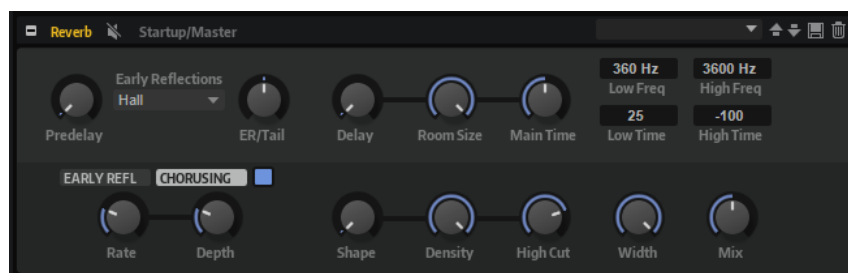 Reverb Startup/Master
Early Reflections
Hall
Predelay ER/Tail Delay Room Size Main Time
360 Hz 3600 Hz
Low Freq High Freq
25 -100
Low Time High Time
EARLY REFL CHORUSING
Rate Depth Shape Density High Cut Width Mix